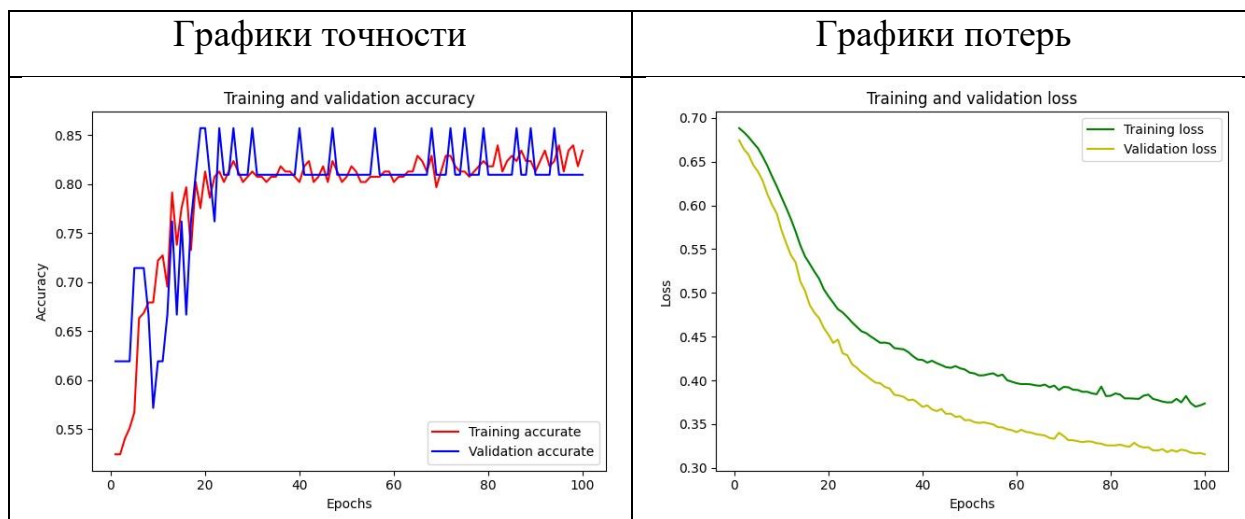 Графики точности
Графики потерь
Training and validation accuracy
Accuracy
0.85
0.80
0.75
0.70
0.65
0.60
0.55
Training accurate
Validation accurate
0 20 40 60 80 100
Epochs
Training and validation loss
Loss
0.70
0.65
0.60
0.55
0.50
0.45
0.40
0.35
0.30
Training loss
Validation loss
0 20 40 60 80 100
Epochs